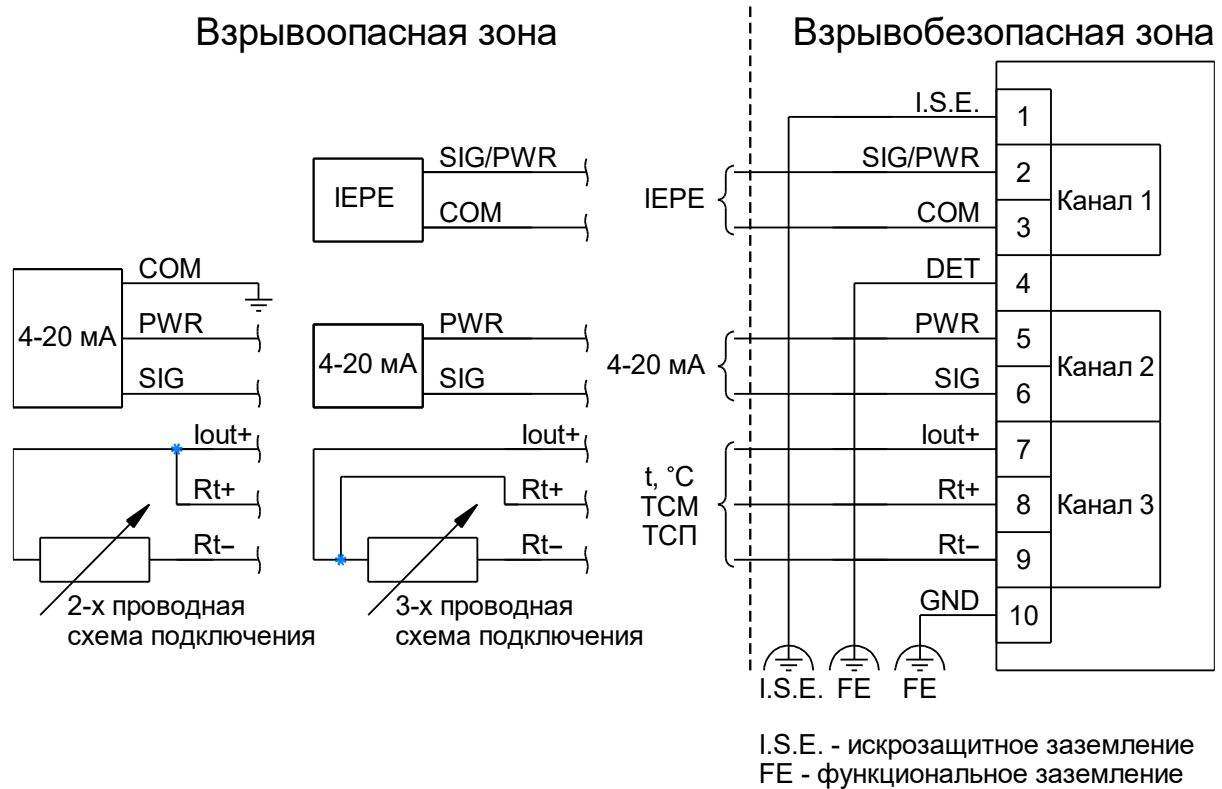 Взрывоопасная зона
Взрывобезопасная зона
I.S.E.
1
SIG/PWR
IEPE
COM
IEPE
SIG/PWR
2
COM
3
Канал 1
DET
4
COM
4-20 мА
PWR
SIG
4-20 мА
PWR
SIG
4-20 мА
PWR
5
SIG
6
Канал 2
Iout+
Rt+
Rt–
2-х проводная
схема подключения
Iout+
Rt+
Rt–
3-х проводная
схема подключения
t, °C
ТСМ
ТСП
Iout+
7
Rt+
8
Rt–
9
Канал 3
GND
10
I.S.E.
FE
FE
I.S.E. - искрозащитное заземление
FE - функциональное заземление